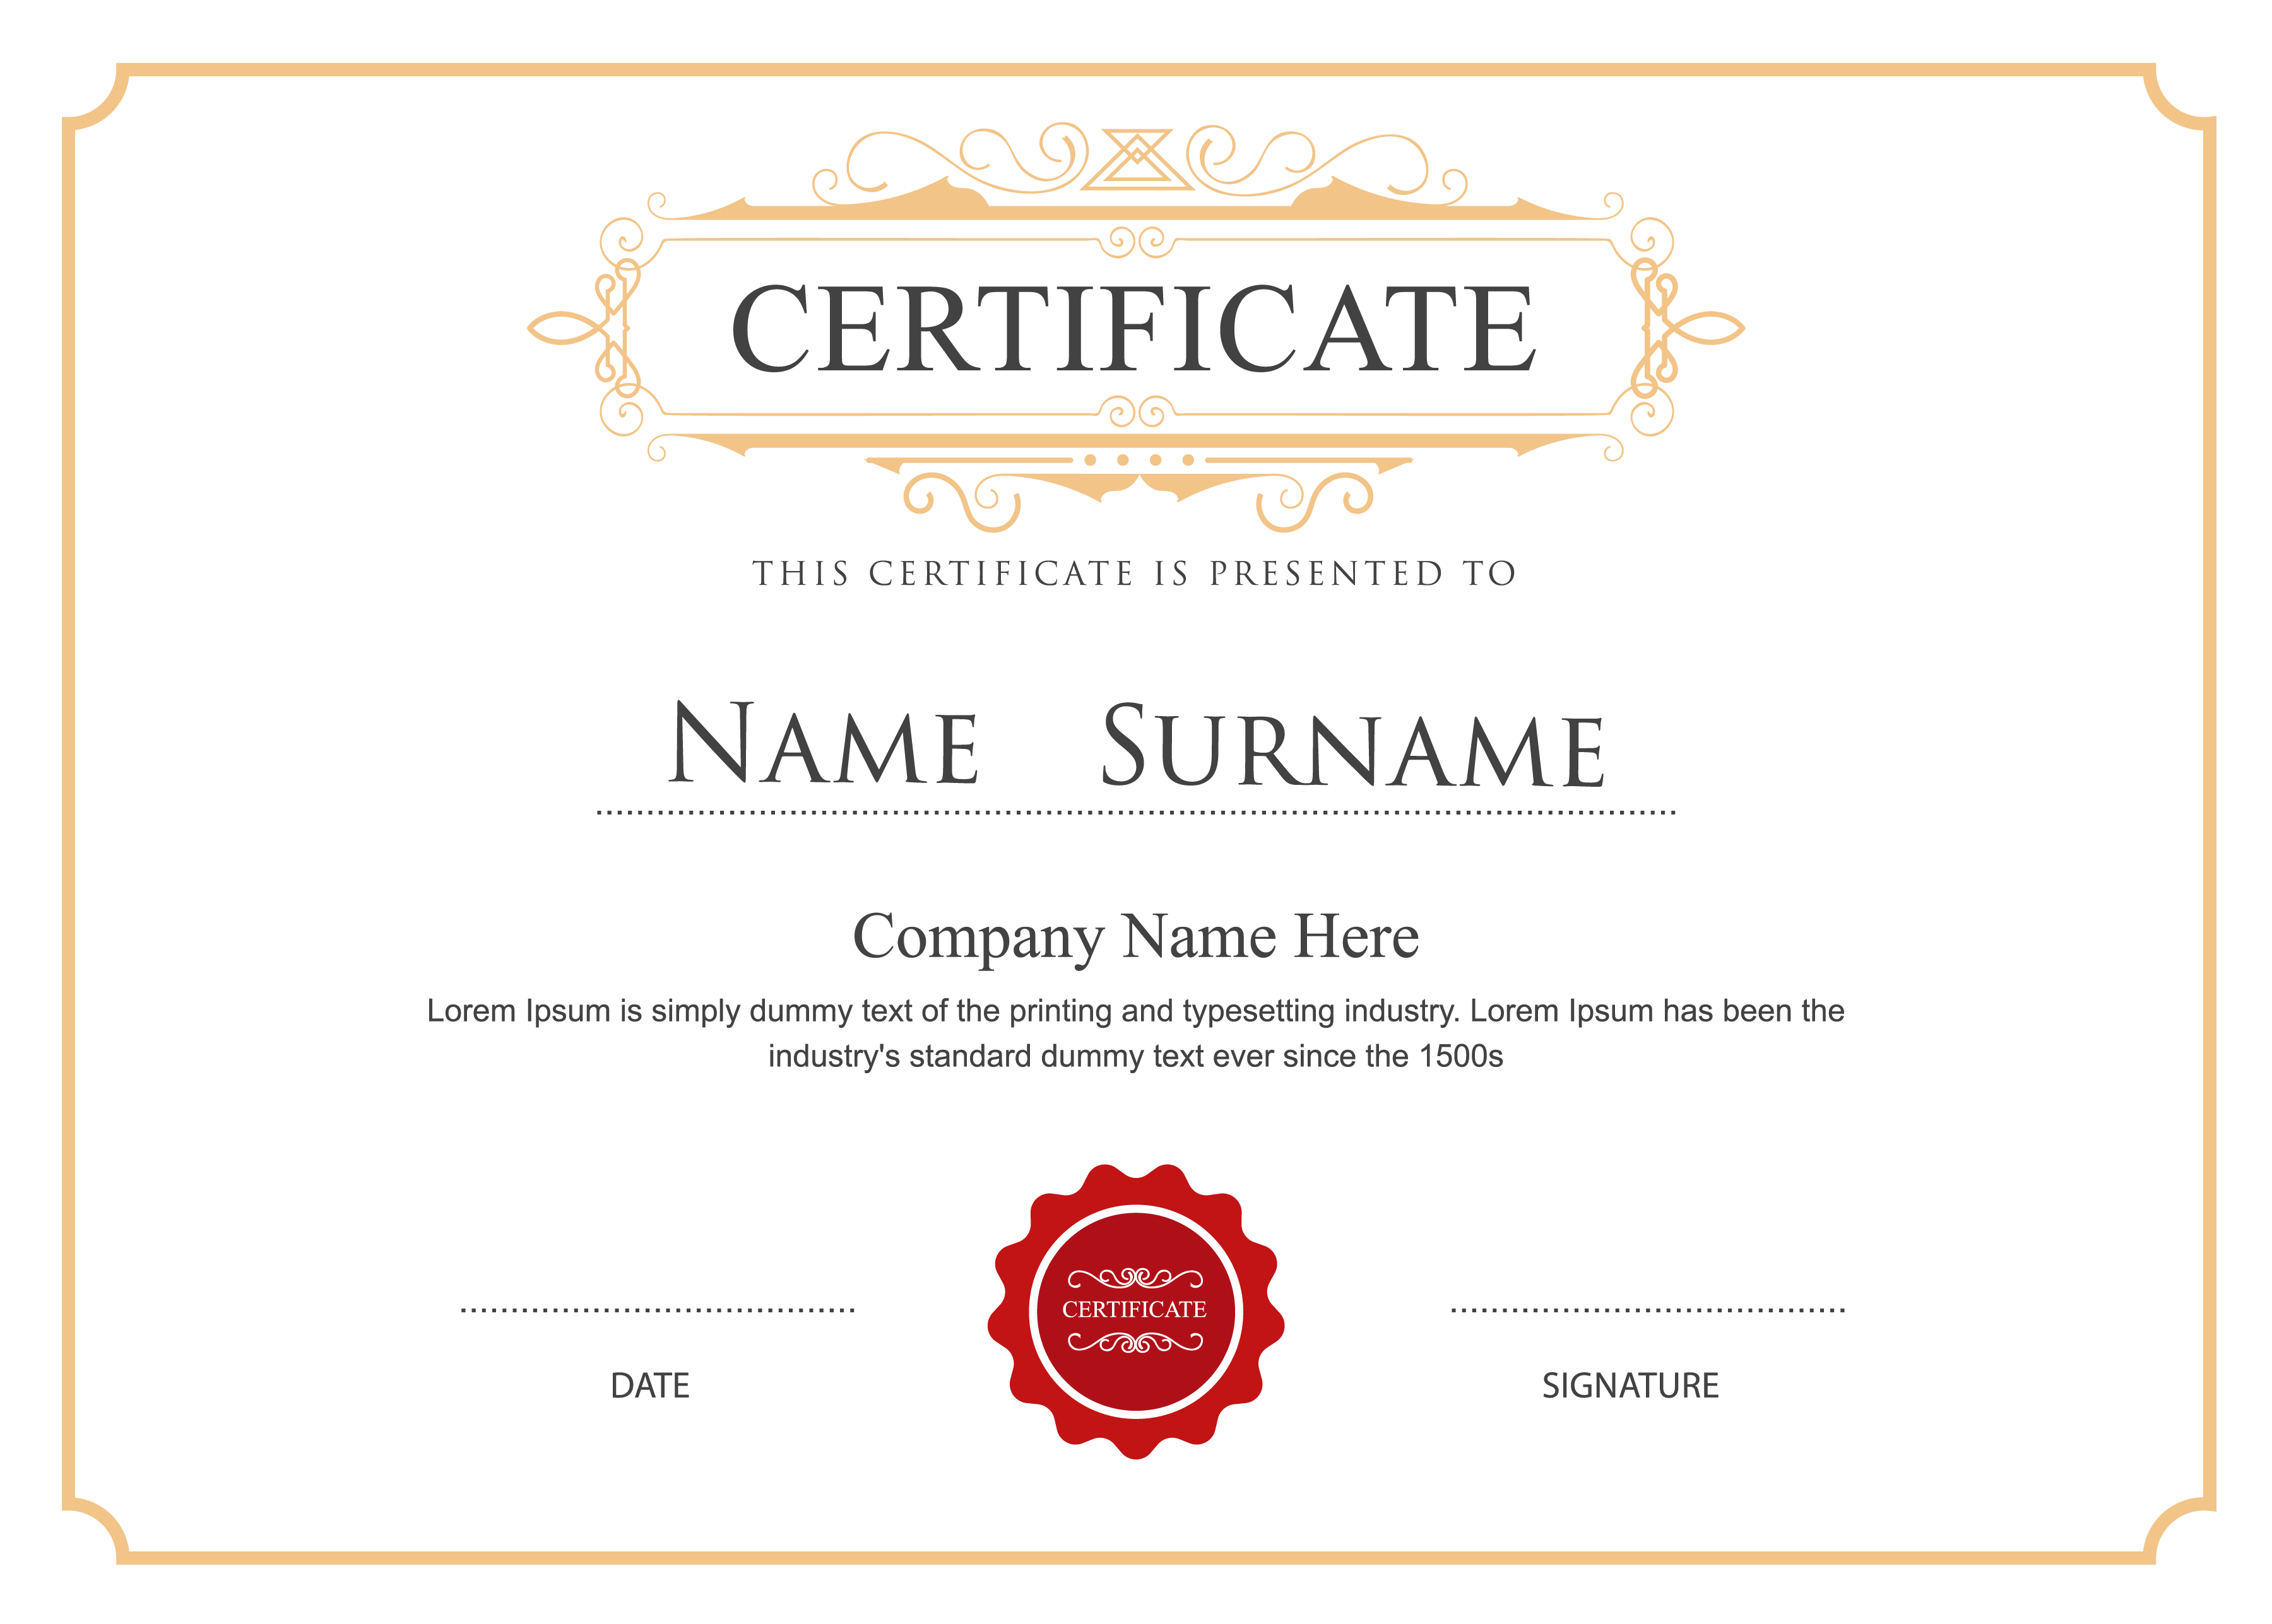 CERTIFICATE
THIS CERTIFICATE IS PRESENTED TO
NAME SURNAME
Company Name Here
Lorem Ipsum is simply dummy text of the printing and typesetting industry. Lorem Ipsum has been the
industry's standard dummy text ever since the 1500s
CERTIFICATE
DATE
SIGNATURE